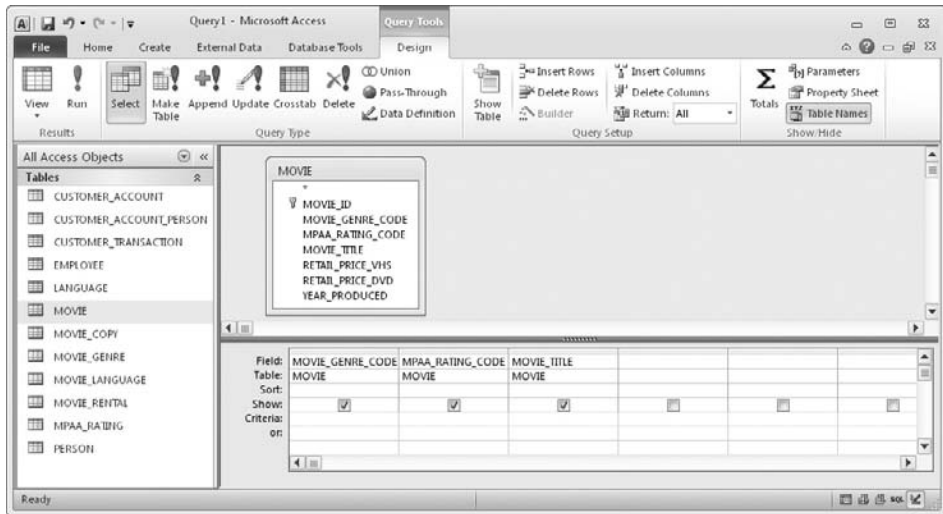 Query1 - Microsoft Access
Query Tools
File
Home
Create
External Data
Database Tools
Design
View
Run
Select
Make Table
Append
Update
Crosstab
Delete
Union
Pass-Through
Data Definition
Show Table
Insert Rows
Delete Rows
Builder
Insert Columns
Delete Columns
Return: All
Totals
Parameters
Property Sheet
Table Names
Results
Query Type
Query Setup
Show/Hide
All Access Objects
Tables
CUSTOMER_ACCOUNT
CUSTOMER_ACCOUNT_PERSON
CUSTOMER_TRANSACTION
EMPLOYEE
LANGUAGE
MOVIE
MOVIE_COPY
MOVIE_GENRE
MOVIE_LANGUAGE
MOVIE_RENTAL
MPAA_RATING
PERSON
MOVIE
*
MOVIE_ID
MOVIE_GENRE_CODE
MPAA_RATING_CODE
MOVIE_TITLE
RETAIL_PRICE_VHS
RETAIL_PRICE_DVD
YEAR_PRODUCED
Field: MOVIE_GENRE_CODE MPAA_RATING_CODE MOVIE_TITLE
Table: MOVIE MOVIE MOVIE
Sort:
Show:
Criteria:
or:
Ready
SQL